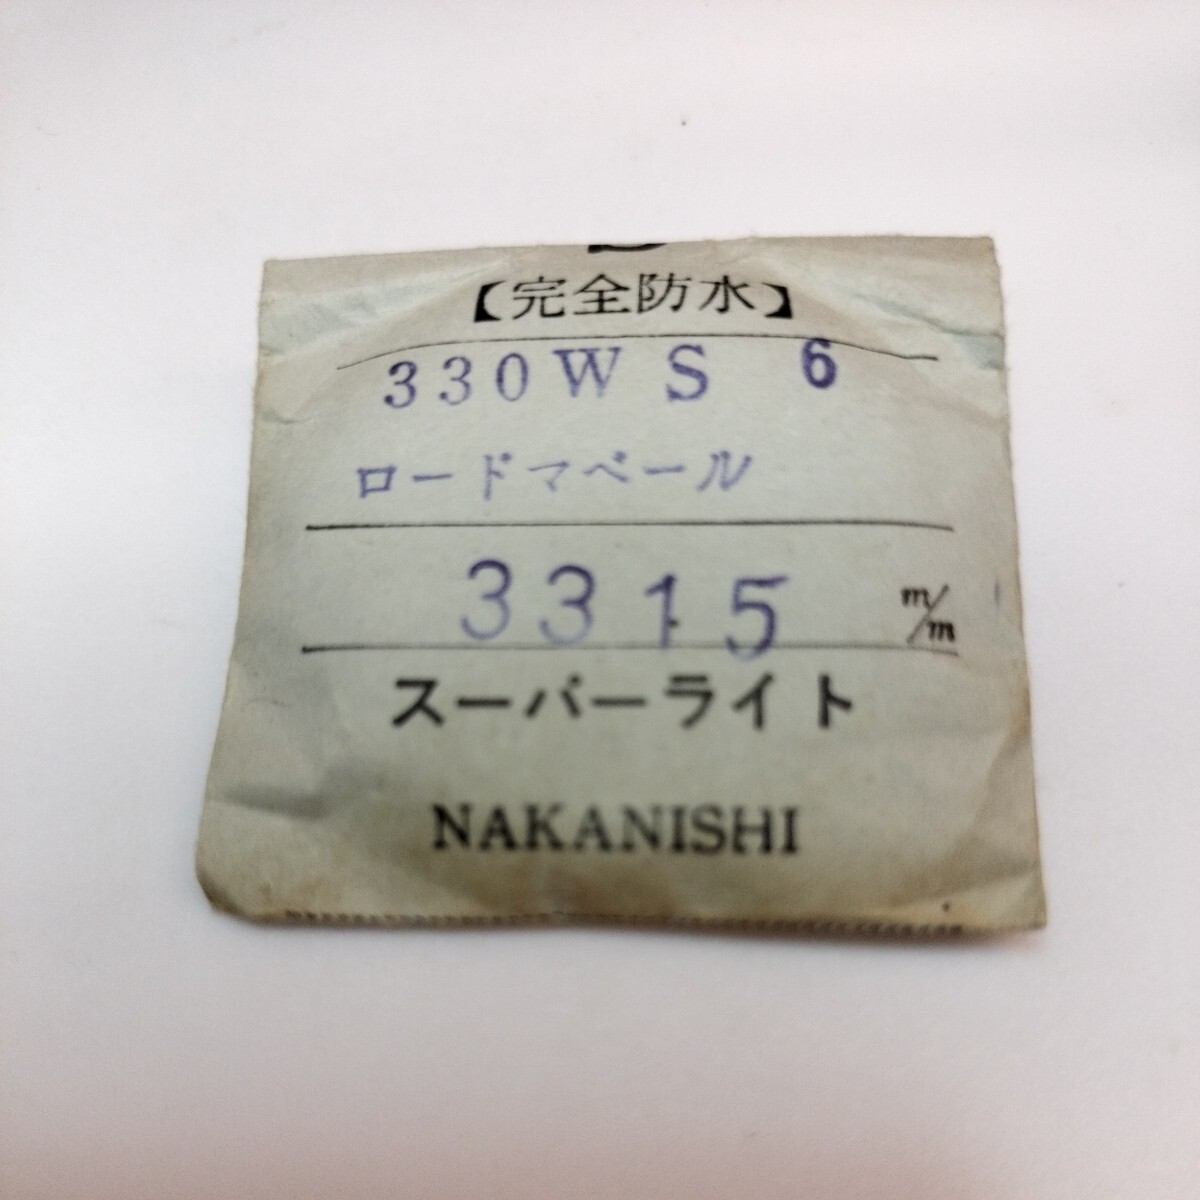 【完全防水】
330WS 6
ロードマペール
3315 m/m
スーパーライト
NAKANISHI